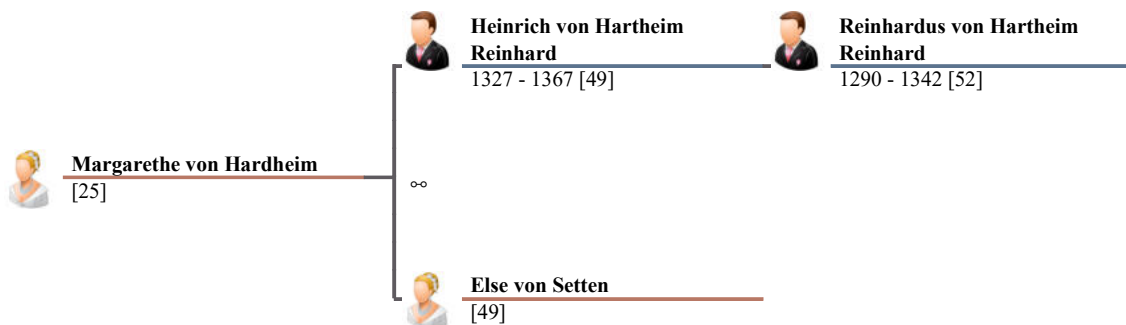 Heinrich von Hartheim
Reinhard
1327 - 1367 [49]
Reinhardus von Hartheim
Reinhard
1290 - 1342 [52]
Margarethe von Hardheim
[25]
Else von Setten
[49]